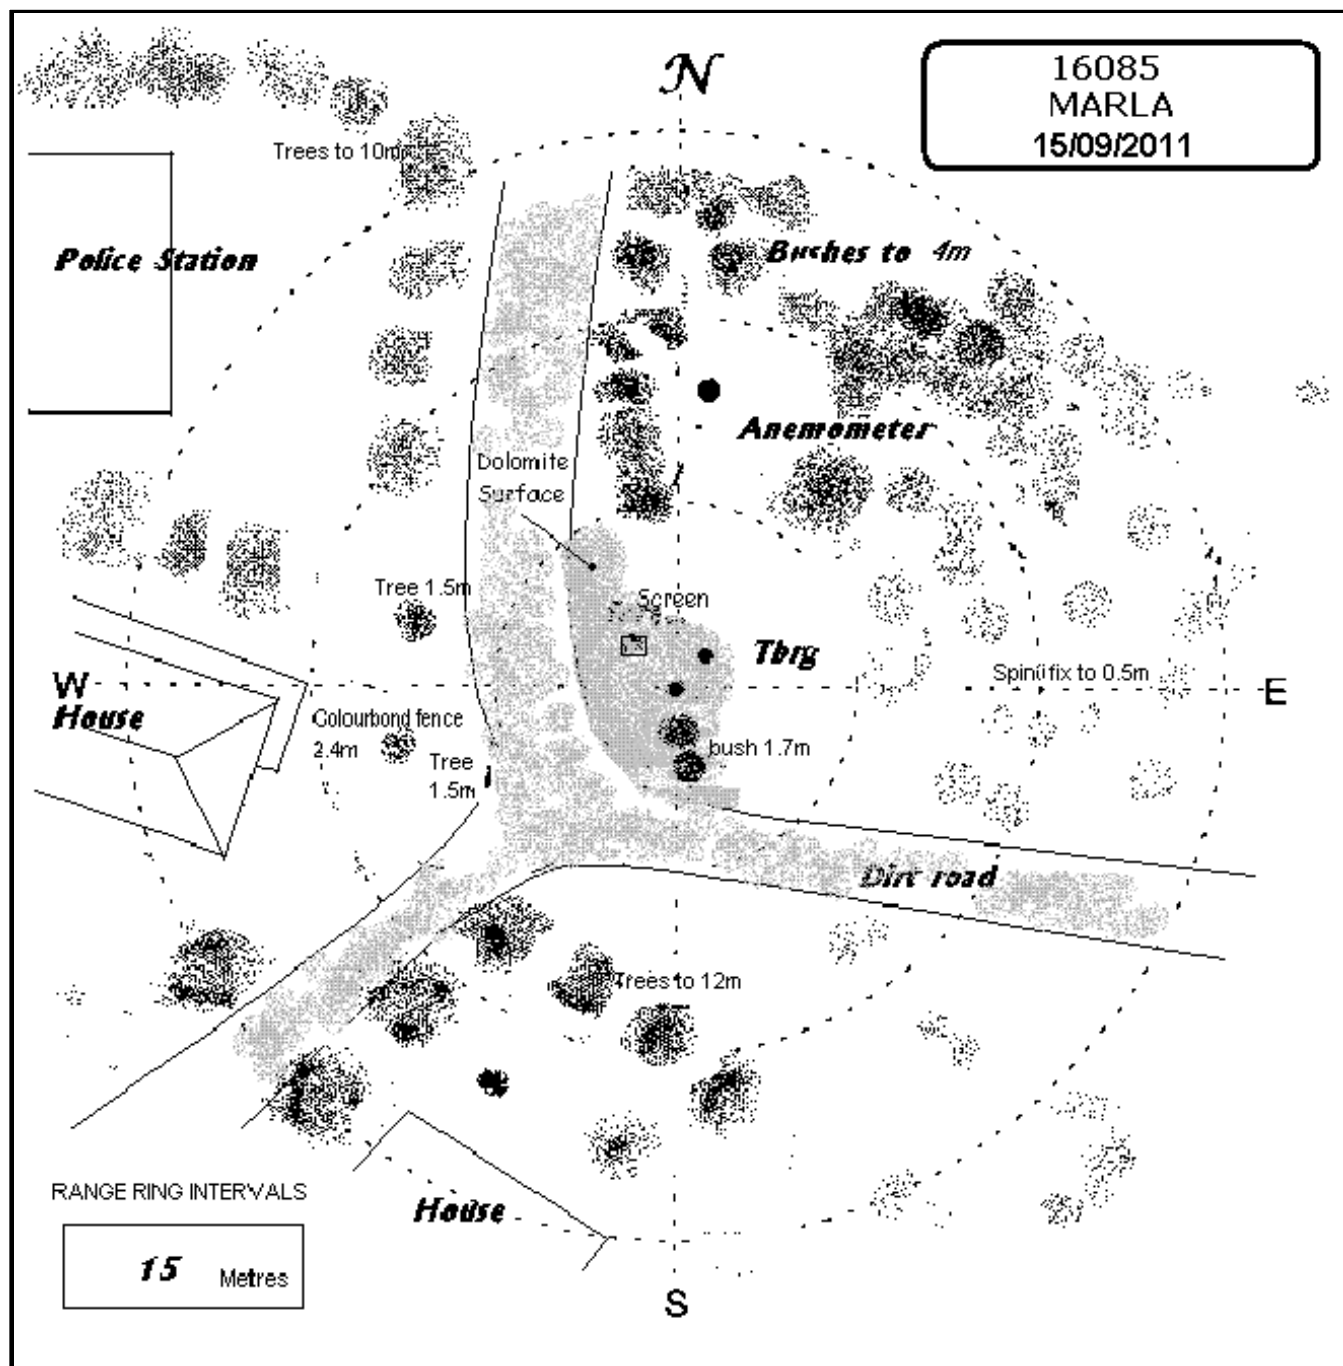 N
16085
MARLA
15/09/2011
Trees to 10m
Police Station
Bushes to 4m
Anemometer
Dolomite
Surface
Tree 1.5m
Screen
Tbrg
W
House
Spinifix to 0.5m
E
Colourbond fence
2.4m
Tree
1.5m
bush 1.7m
Dirt road
Trees to 12m
RANGE RING INTERVALS
15 Metres
House
S